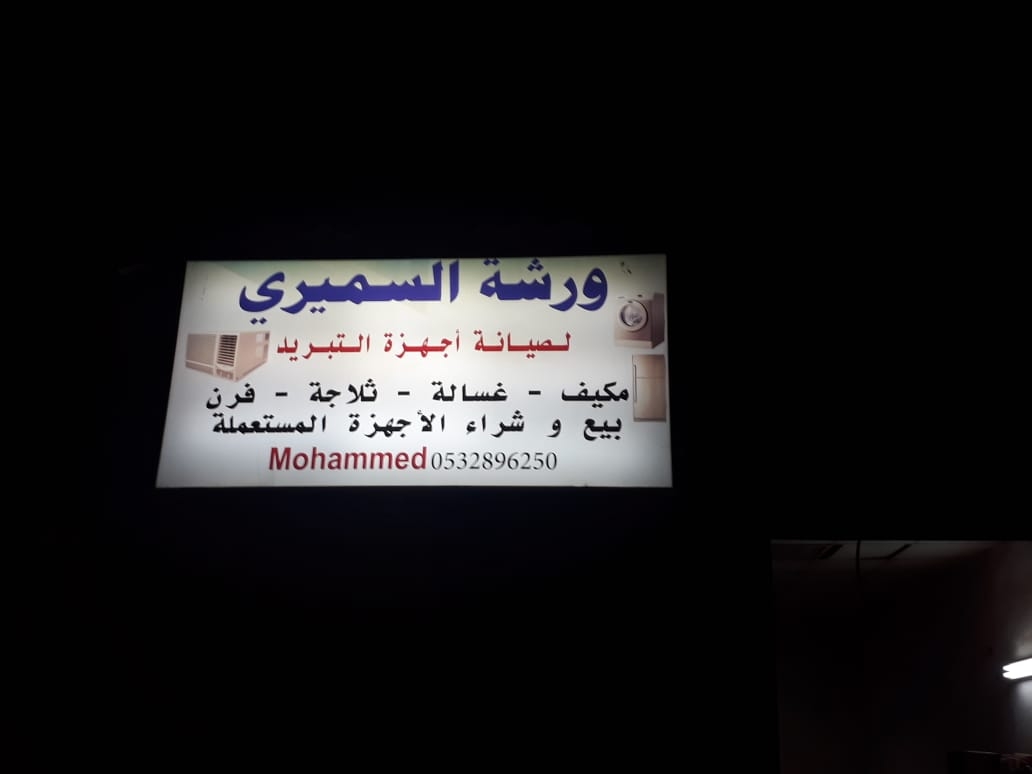 ورشة السميري
لصيانة أجهزة التبريد
مكيف - غسالة - ثلاجة - فرن
بيع و شراء الأجهزة المستعملة
Mohammed 0532896250